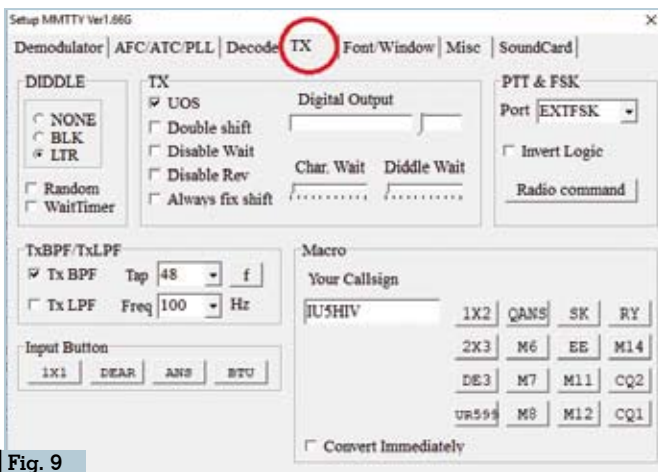 Setup MMTTY Ver1.66G
Demodulator AFC/ATC/PLL Decode TX Font/Window Misc SoundCard
DIDDLE
NONE
BLK
LTR
Random
WaitTimer
TX
UOS
Double shift
Disable Wait
Disable Rev
Always fix shift
Digital Output
Char. Wait Diddle Wait
PTT & FSK
Port EXTFSK
Invert Logic
Radio command
TxBPF/TxLPF
Tx BPF Tap 48 f
Tx LPF Freq 100 Hz
Input Button
1X1 DEAR ANS BTU
Macro
Your Callsign
IU5HIV
1X2 QANS SK RY
2X3 M6 EE M14
DE3 M7 M11 CQ2
UR599 M8 M12 CQ1
Convert Immediately
Fig. 9